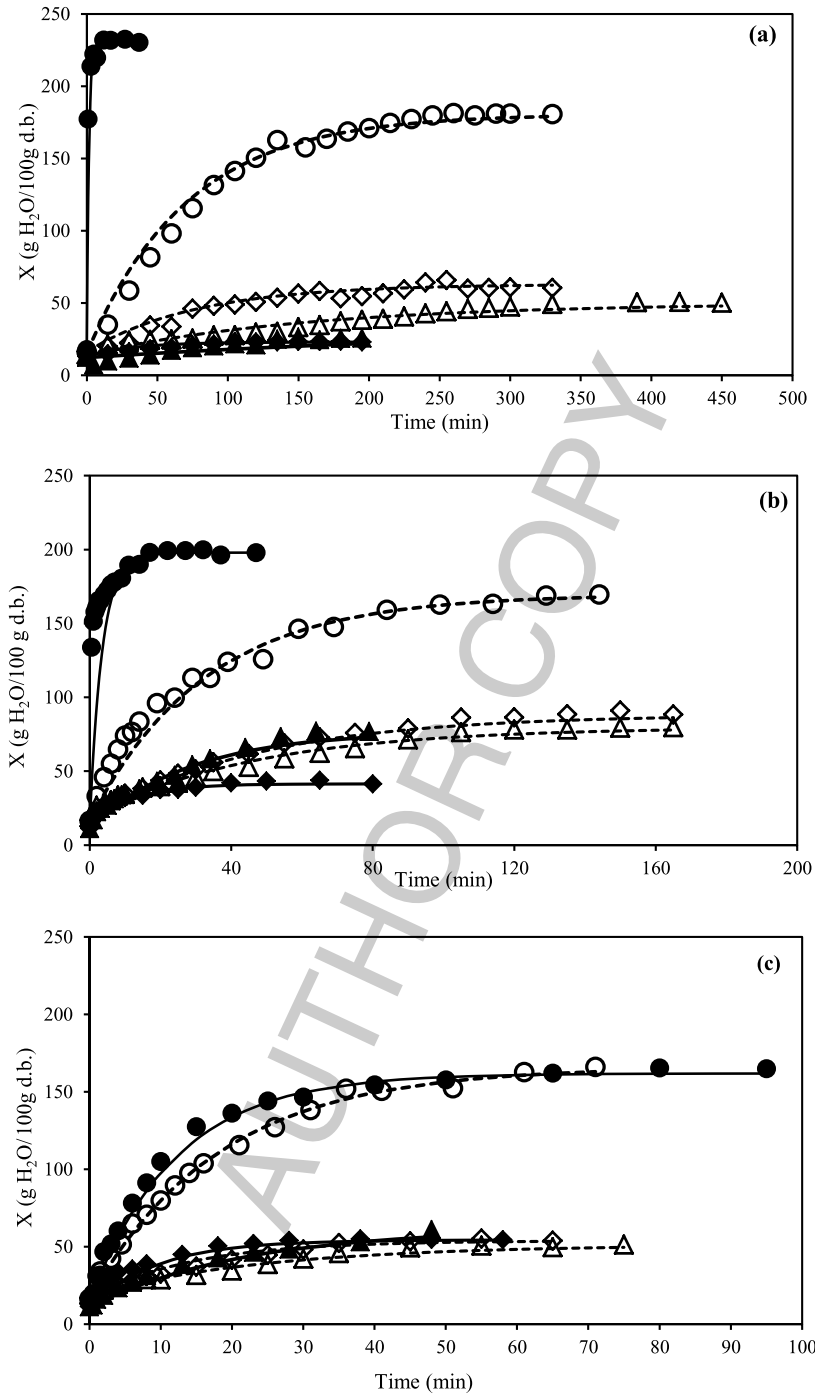 (a)
250
200
150
100
50
0
X (g H₂O/100g d.b.)
0 50 100 150 200 250 300 350 400 450 500
Time (min)
(b)
250
200
150
100
50
0
X (g H₂O/100 g d.b.)
0 40 80 120 160 200
Time (min)
(c)
250
200
150
100
50
0
X (g H₂O/100g d.b.)
0 10 20 30 40 50 60 70 80 90 100
Time (min)
AUTHOR COPY